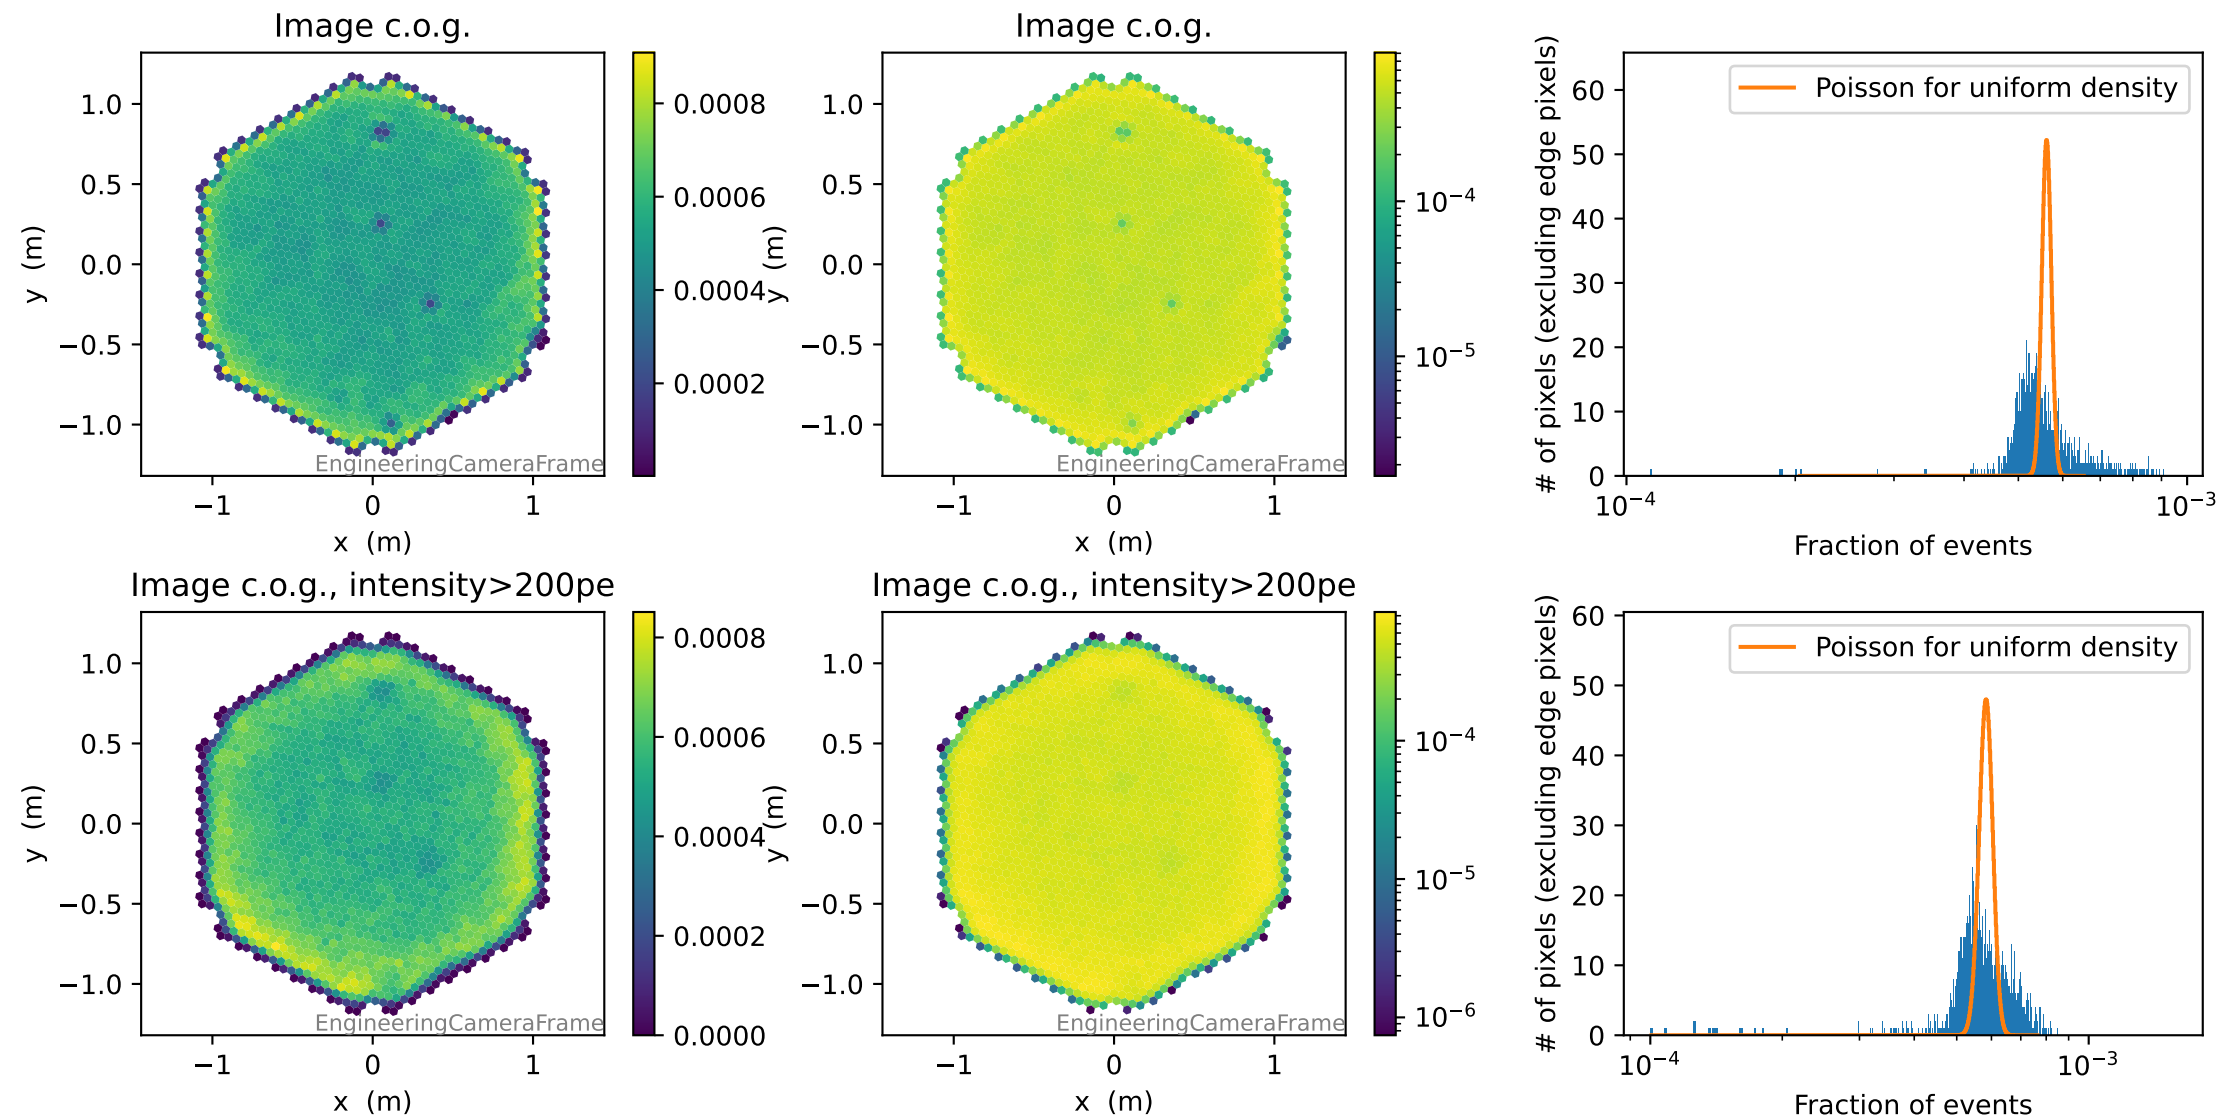 Image c.o.g.
1.0
0.5
0.0
−0.5
−1.0
y (m)
−1
0
1
x (m)
EngineeringCameraFrame
0.0008
0.0006
0.0004
0.0002
Image c.o.g.
1.0
0.5
0.0
−0.5
−1.0
y (m)
−1
0
1
x (m)
EngineeringCameraFrame
10⁻⁴
10⁻⁵
# of pixels (excluding edge pixels)
60
50
40
30
20
10
0
Poisson for uniform density
10⁻⁴
10⁻³
Fraction of events
Image c.o.g., intensity>200pe
1.0
0.5
0.0
−0.5
−1.0
y (m)
−1
0
1
x (m)
EngineeringCameraFrame
0.0008
0.0006
0.0004
0.0002
0.0000
Image c.o.g., intensity>200pe
1.0
0.5
0.0
−0.5
−1.0
y (m)
−1
0
1
x (m)
EngineeringCameraFrame
10⁻⁴
10⁻⁵
10⁻⁶
# of pixels (excluding edge pixels)
60
50
40
30
20
10
0
Poisson for uniform density
10⁻⁴
10⁻³
Fraction of events